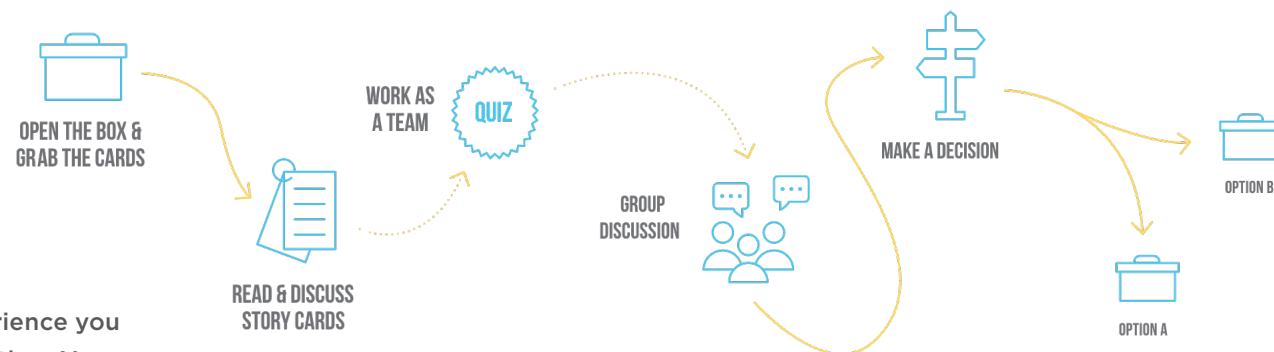 OPEN THE BOX &
GRAB THE CARDS
READ & DISCUSS
STORY CARDS
WORK AS
A TEAM
QUIZ
GROUP
DISCUSSION
MAKE A DECISION
OPTION B
OPTION A
rience you